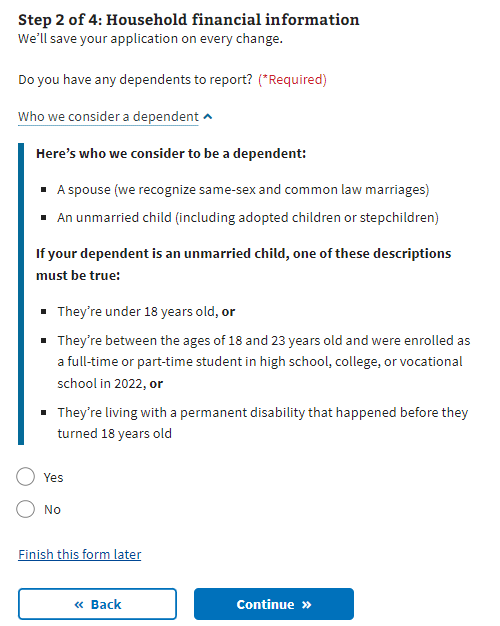 Step 2 of 4: Household financial information
We’ll save your application on every change.
Do you have any dependents to report? (*Required)
Who we consider a dependent
Here’s who we consider to be a dependent:
A spouse (we recognize same-sex and common law marriages)
An unmarried child (including adopted children or stepchildren)
If your dependent is an unmarried child, one of these descriptions
must be true:
They’re under 18 years old, or
They’re between the ages of 18 and 23 years old and were enrolled as
a full-time or part-time student in high school, college, or vocational
school in 2022, or
They’re living with a permanent disability that happened before they
turned 18 years old
Yes
No
Finish this form later
« Back
Continue »